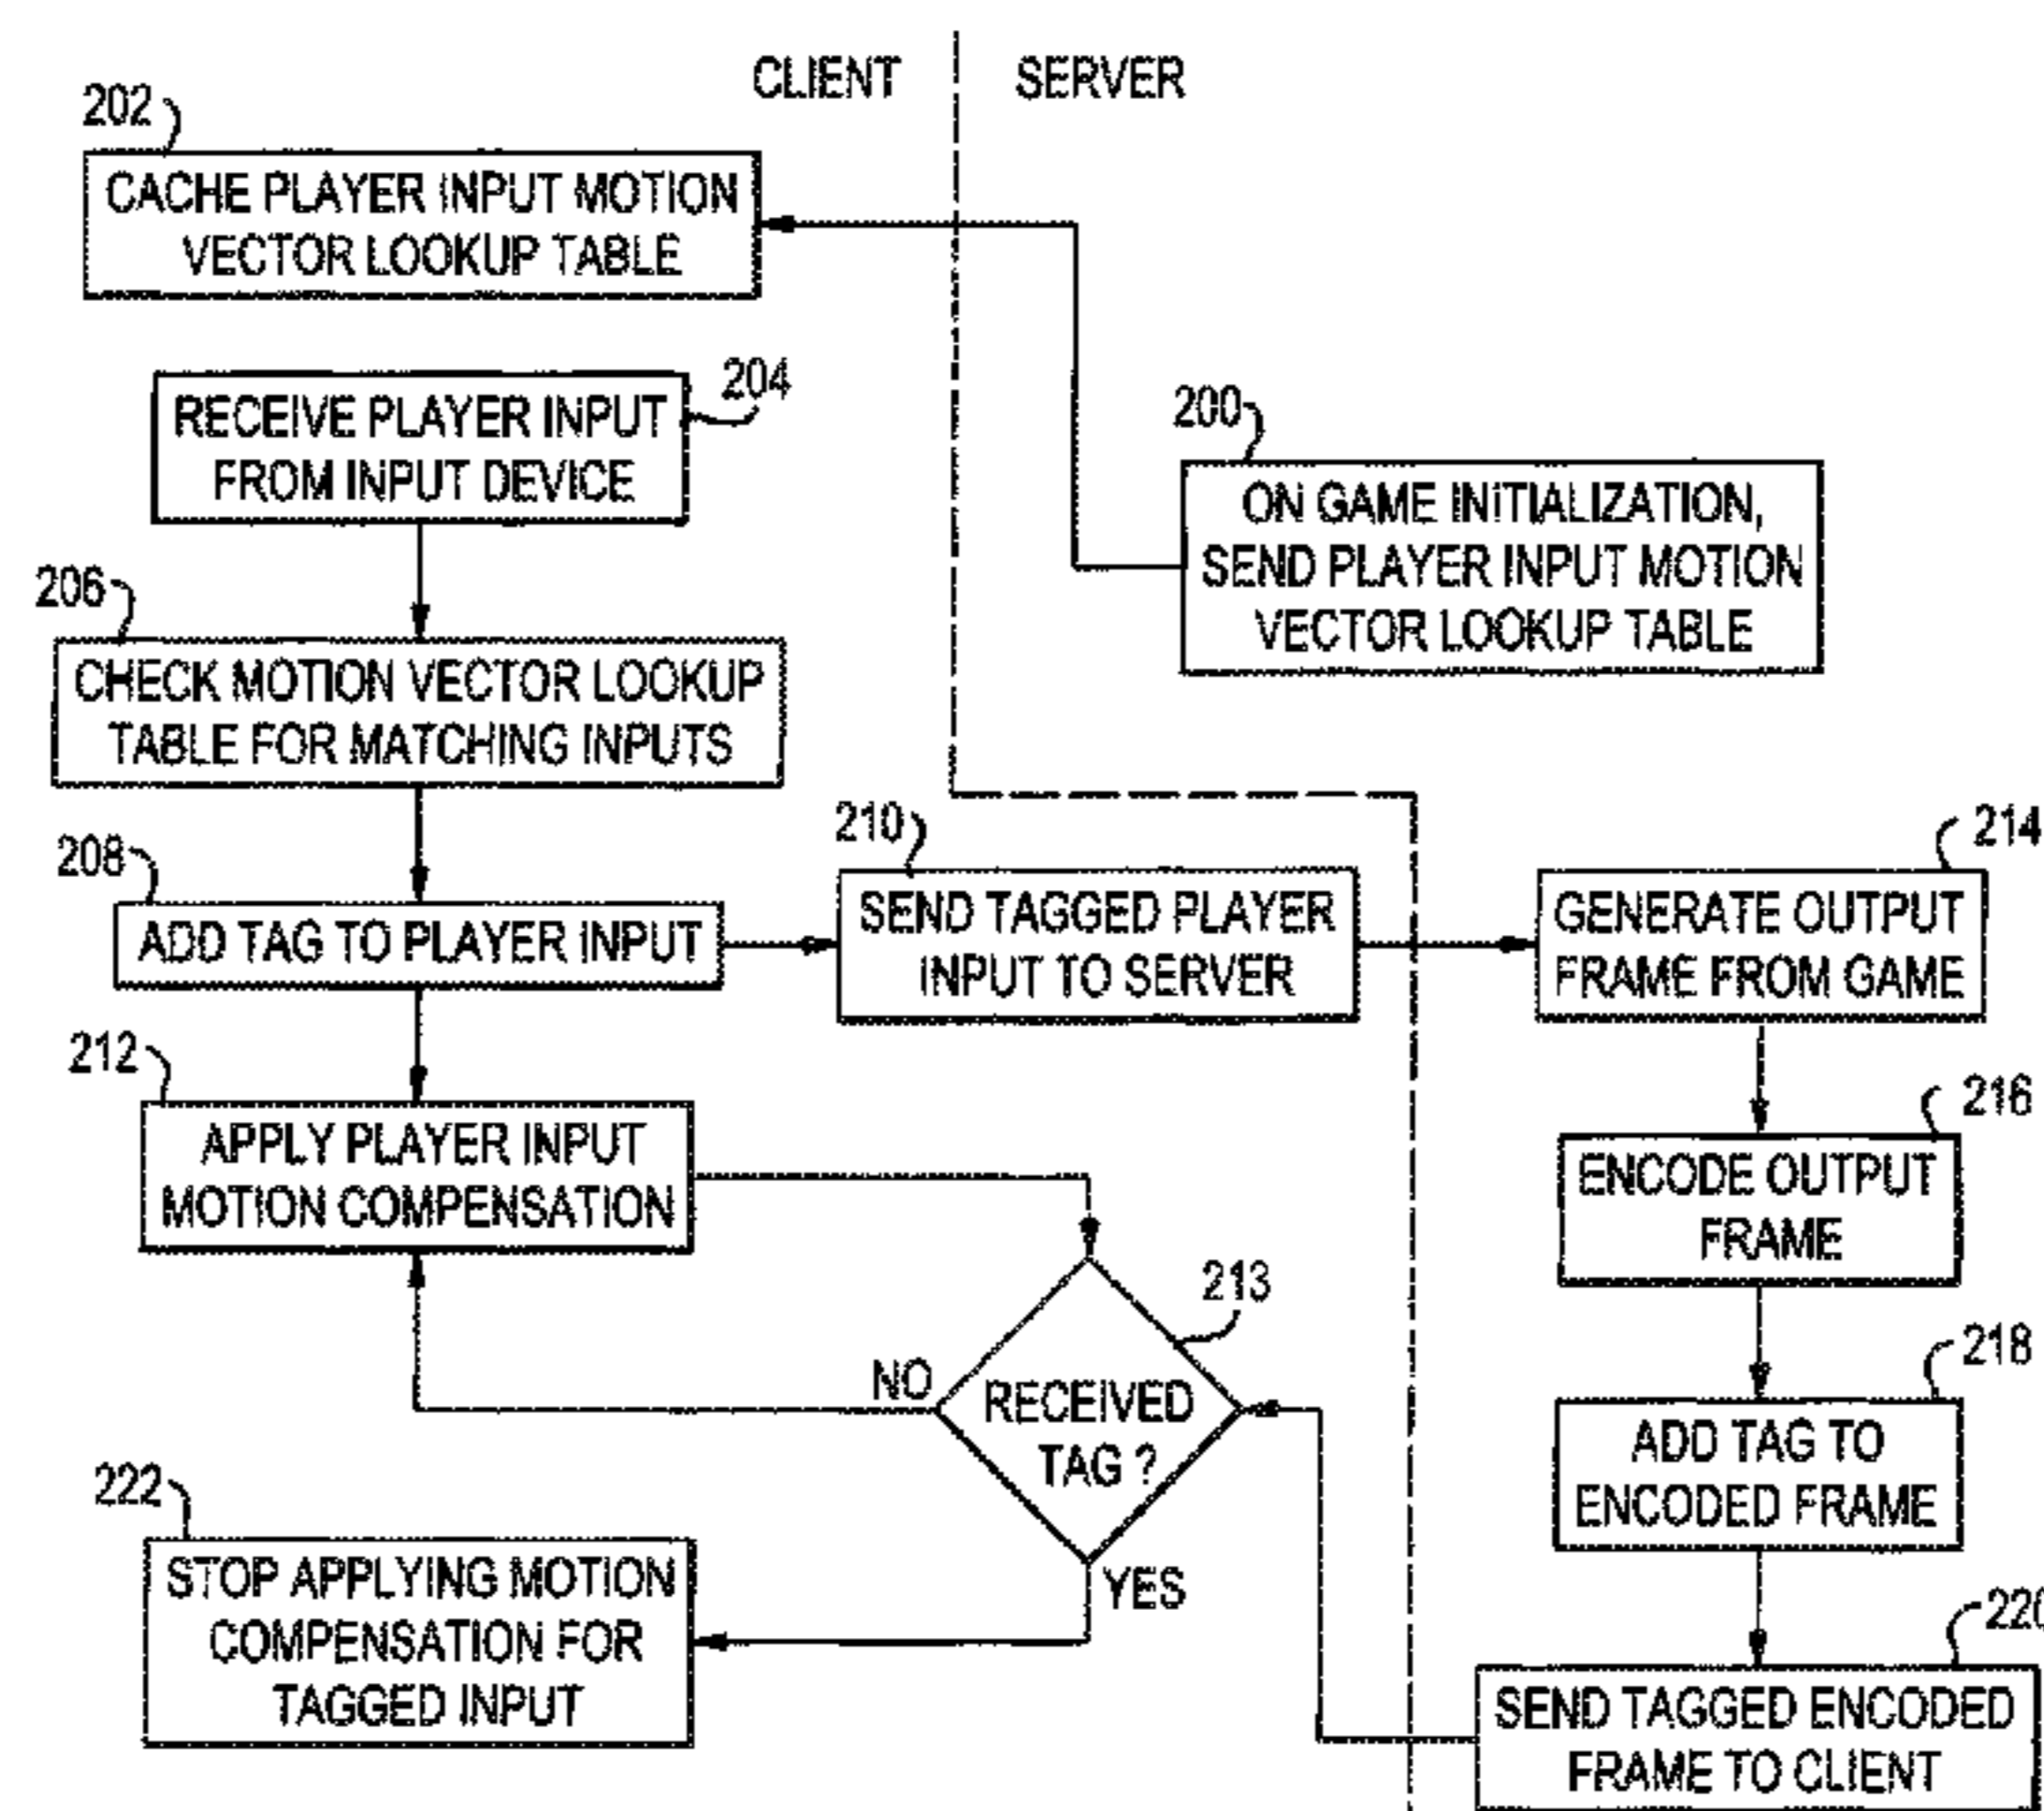 CLIENT
SERVER
202
CACHE PLAYER INPUT MOTION
VECTOR LOOKUP TABLE
204
RECEIVE PLAYER INPUT
FROM INPUT DEVICE
200
ON GAME INITIALIZATION,
SEND PLAYER INPUT MOTION
VECTOR LOOKUP TABLE
206
CHECK MOTION VECTOR LOOKUP
TABLE FOR MATCHING INPUTS
208
ADD TAG TO PLAYER INPUT
210
SEND TAGGED PLAYER
INPUT TO SERVER
214
GENERATE OUTPUT
FRAME FROM GAME
212
APPLY PLAYER INPUT
MOTION COMPENSATION
216
ENCODE OUTPUT
FRAME
213
RECEIVED
TAG ?
NO
YES
218
ADD TAG TO
ENCODED FRAME
222
STOP APPLYING MOTION
COMPENSATION FOR
TAGGED INPUT
220
SEND TAGGED ENCODED
FRAME TO CLIENT